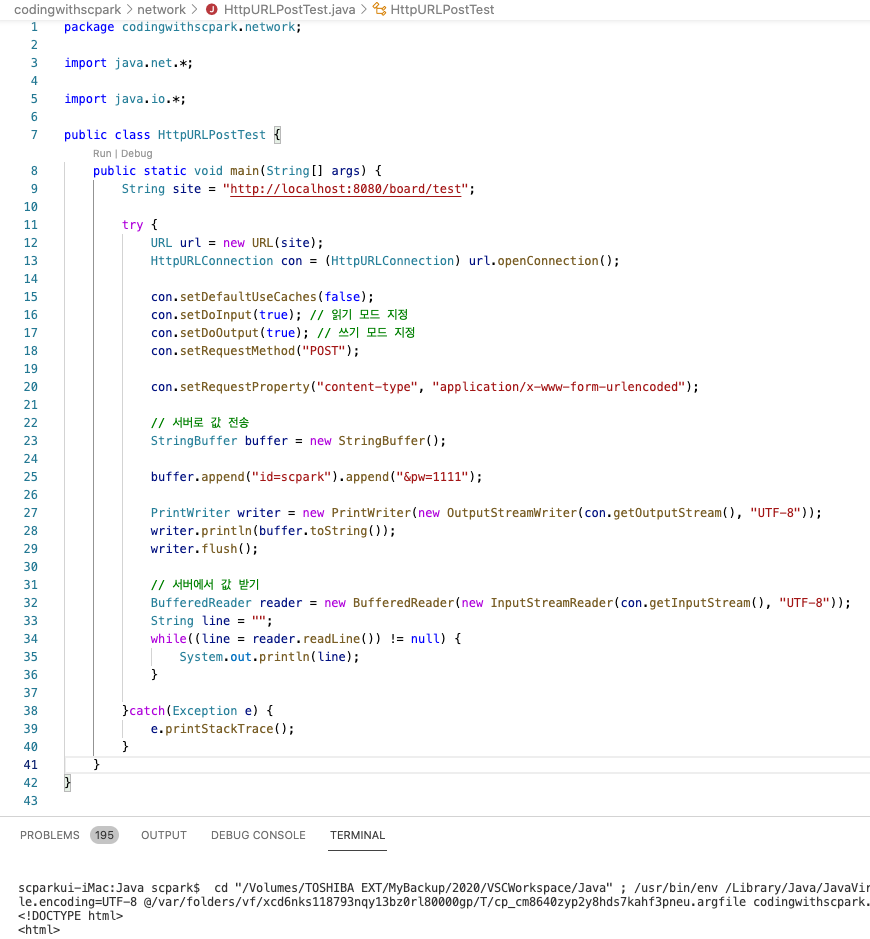 codingwithscpark > network > HttpURLPostTest.java > HttpURLPostTest
1 package codingwithscpark.network;
2
3 import java.net.*;
4
5 import java.io.*;
6
7 public class HttpURLPostTest {
Run | Debug
8 public static void main(String[] args) {
9 String site = "http://localhost:8080/board/test";
10
11 try {
12 URL url = new URL(site);
13 HttpURLConnection con = (HttpURLConnection) url.openConnection();
14
15 con.setDefaultUseCaches(false);
16 con.setDoInput(true); // 읽기 모드 지정
17 con.setDoOutput(true); // 쓰기 모드 지정
18 con.setRequestMethod("POST");
19
20 con.setRequestProperty("content-type", "application/x-www-form-urlencoded");
21
22 // 서버로 값 전송
23 StringBuffer buffer = new StringBuffer();
24
25 buffer.append("id=scpark").append("&pw=1111");
26
27 PrintWriter writer = new PrintWriter(new OutputStreamWriter(con.getOutputStream(), "UTF-8"));
28 writer.println(buffer.toString());
29 writer.flush();
30
31 // 서버에서 값 받기
32 BufferedReader reader = new BufferedReader(new InputStreamReader(con.getInputStream(), "UTF-8"));
33 String line = "";
34 while((line = reader.readLine()) != null) {
35 System.out.println(line);
36 }
37
38 }catch(Exception e) {
39 e.printStackTrace();
40 }
41 }
42 }
43
PROBLEMS 195 OUTPUT DEBUG CONSOLE TERMINAL
scparkui-iMac:Java scpark$ cd "/Volumes/TOSHIBA EXT/MyBackup/2020/VSCWorkspace/Java" ; /usr/bin/env /Library/Java/JavaVir
le.encoding=UTF-8 @/var/folders/vf/xcd6nks118793nqy13bz0rl80000gp/T/cp_cm8640zyp2y8hds7kahf3pneu.argfile codingwithscpark.
<!DOCTYPE html>
<html>